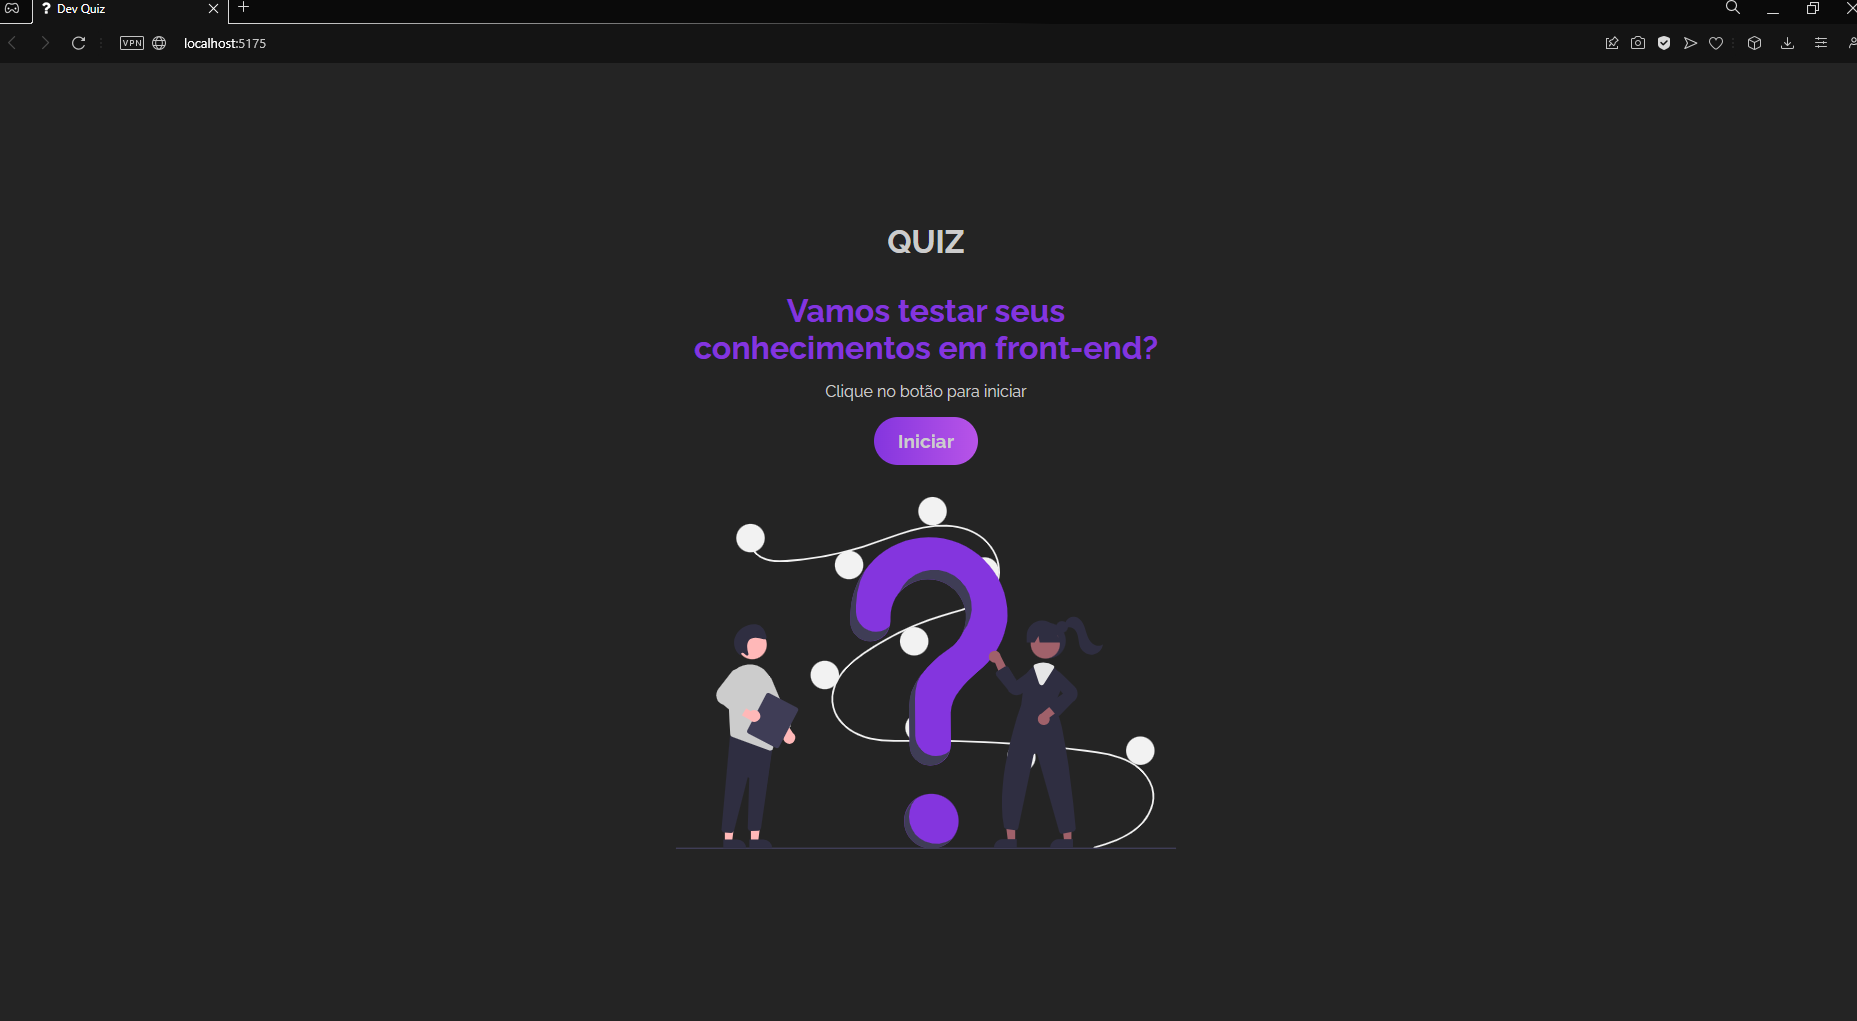 Dev Quiz
VPN
localhost:5175
QUIZ
Vamos testar seus
conhecimentos em front-end?
Clique no botão para iniciar
Iniciar